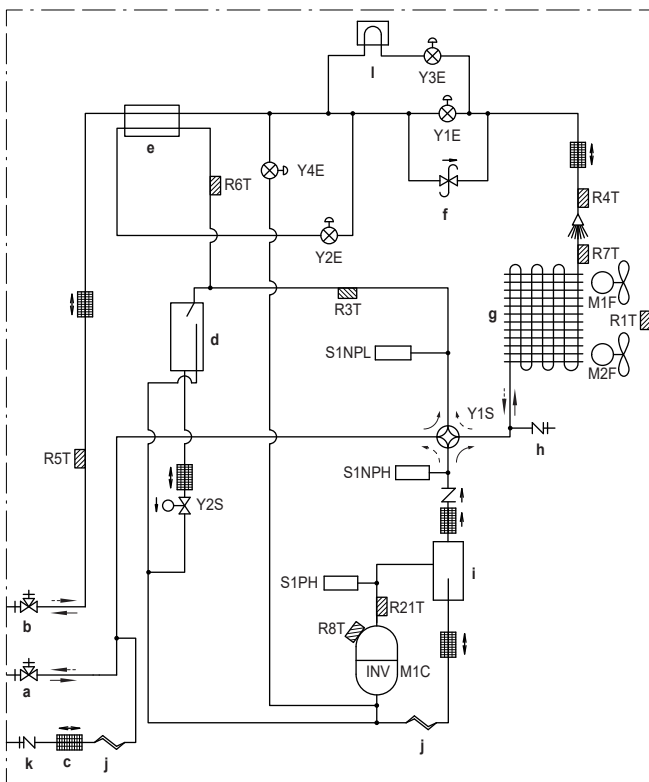 l
Y3E
e
Y1E
R6T
Y4E
f
R4T
Y2E
R7T
M1F
R3T
g
R1T
d
S1NPL
M2F
Y1S
h
R5T
S1NPH
Y2S
i
S1PH
R21T
b
R8T
INV
M1C
a
j
k
c
j